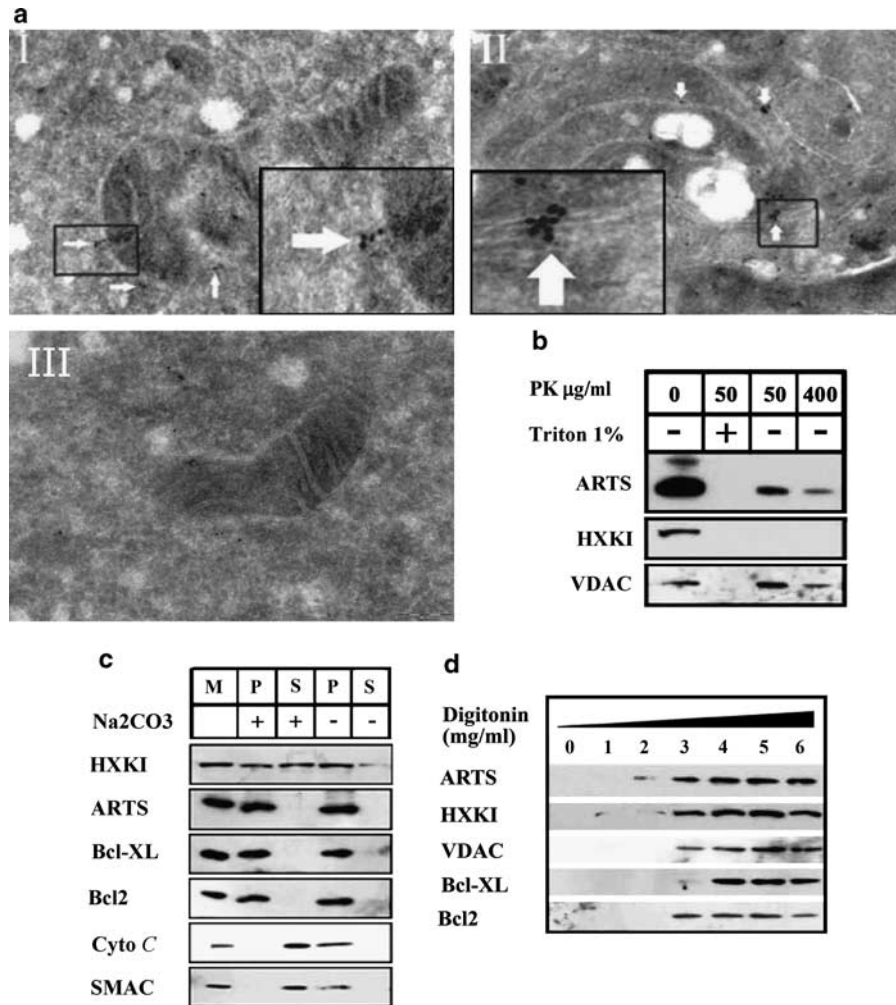 a
I
II
III
b
PK µg/ml 0 50 50 400
Triton 1% - + - -
ARTS
HXKI
VDAC
c
M P S P S
Na2CO3 + + - -
HXKI
ARTS
Bcl-XL
Bcl2
Cyto C
SMAC
d
Digitonin
(mg/ml)
0 1 2 3 4 5 6
ARTS
HXKI
VDAC
Bcl-XL
Bcl2